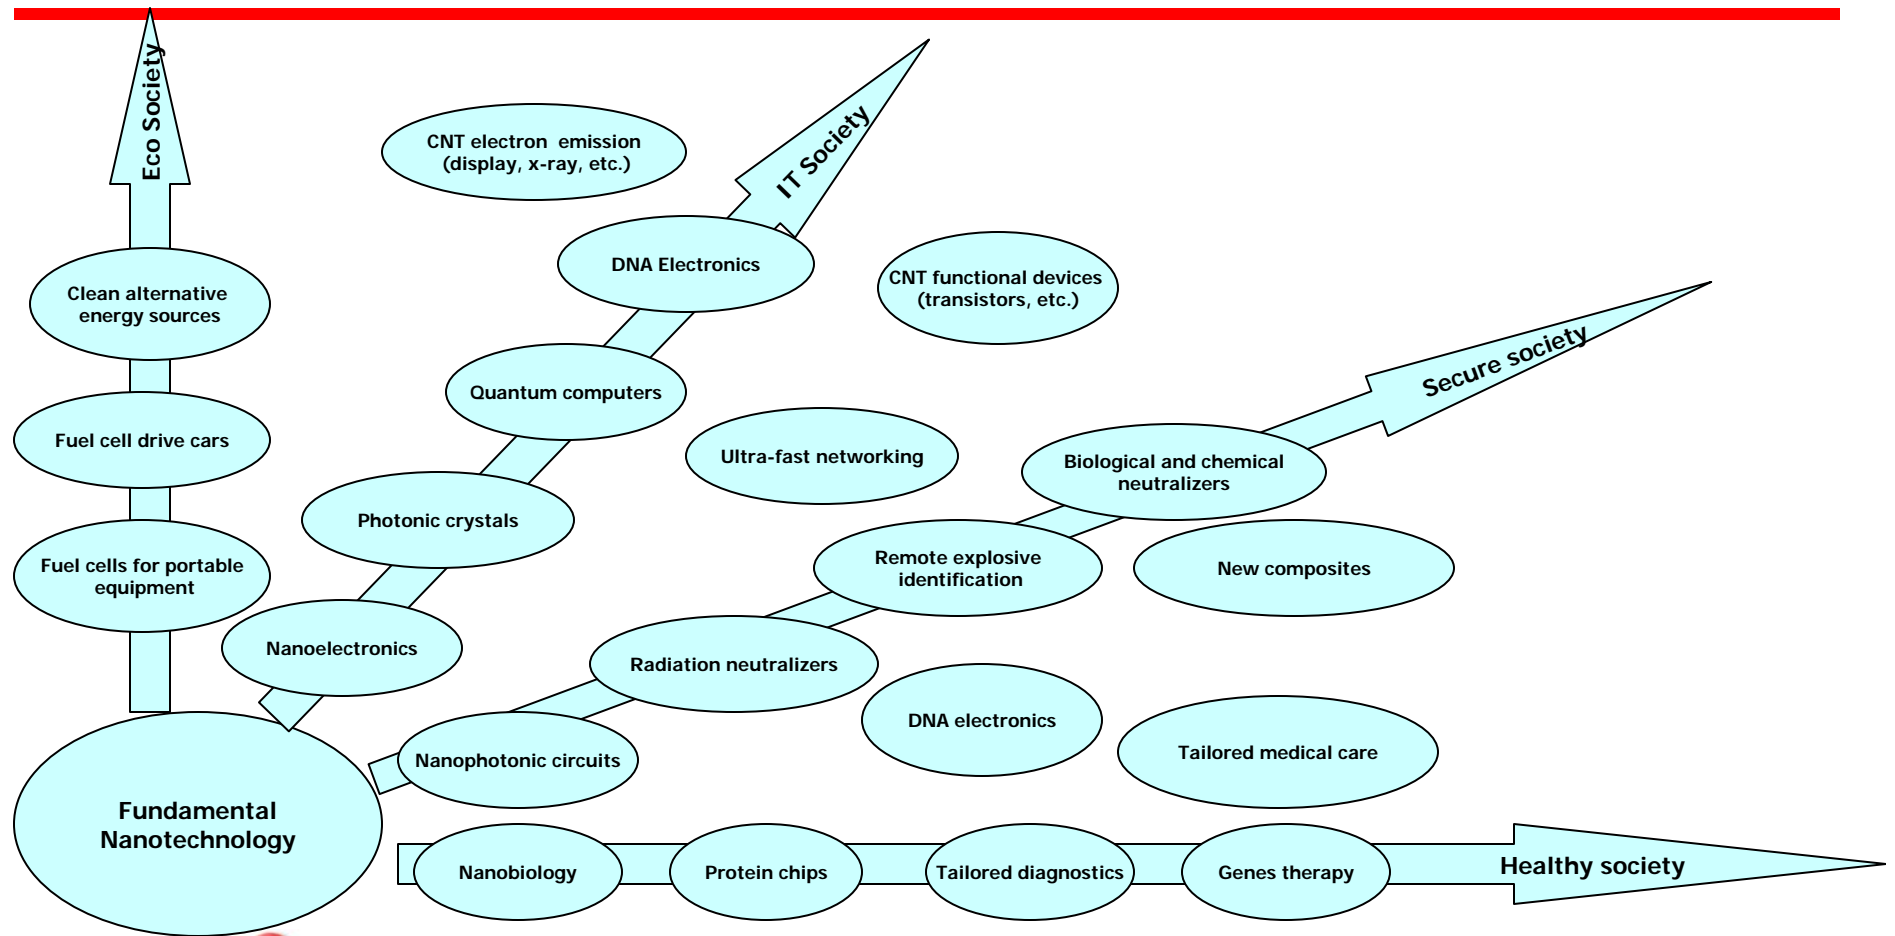 Eco Society
IT Society
CNT electron  emission
(display, x-ray, etc.)
DNA Electronics
CNT functional devices
(transistors, etc.)
Clean alternative
energy sources
Secure society
Quantum computers
Fuel cell drive cars
Ultra-fast networking
Biological and chemical
neutralizers
Photonic crystals
Remote explosive
identification
New composites
Fuel cells for portable
equipment
Nanoelectronics
Radiation neutralizers
DNA electronics
Tailored medical care
Nanophotonic circuits
Fundamental
Nanotechnology
Nanobiology
Protein chips
Tailored diagnostics
Genes therapy
Healthy society